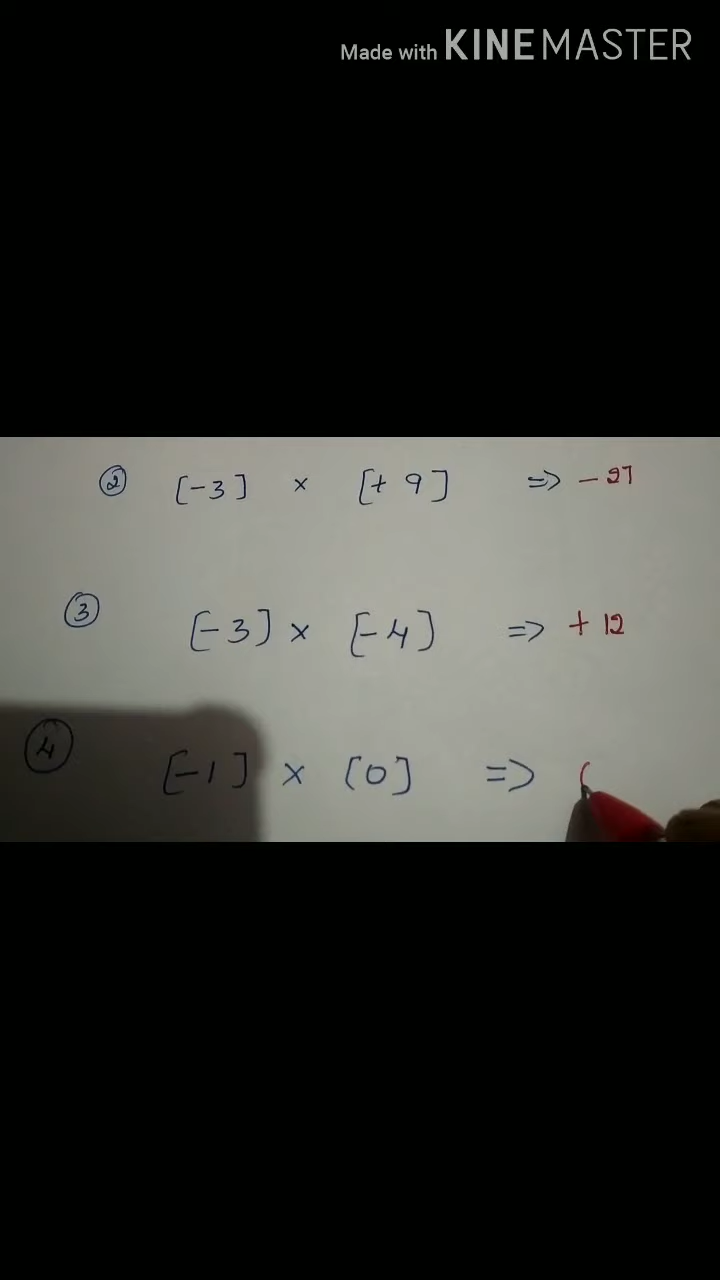 Made with KINEMASTER
② [-3] × [+ 9] => - 27
③ [-3] × [-4] => + 12
④ [-1] × [0] =>